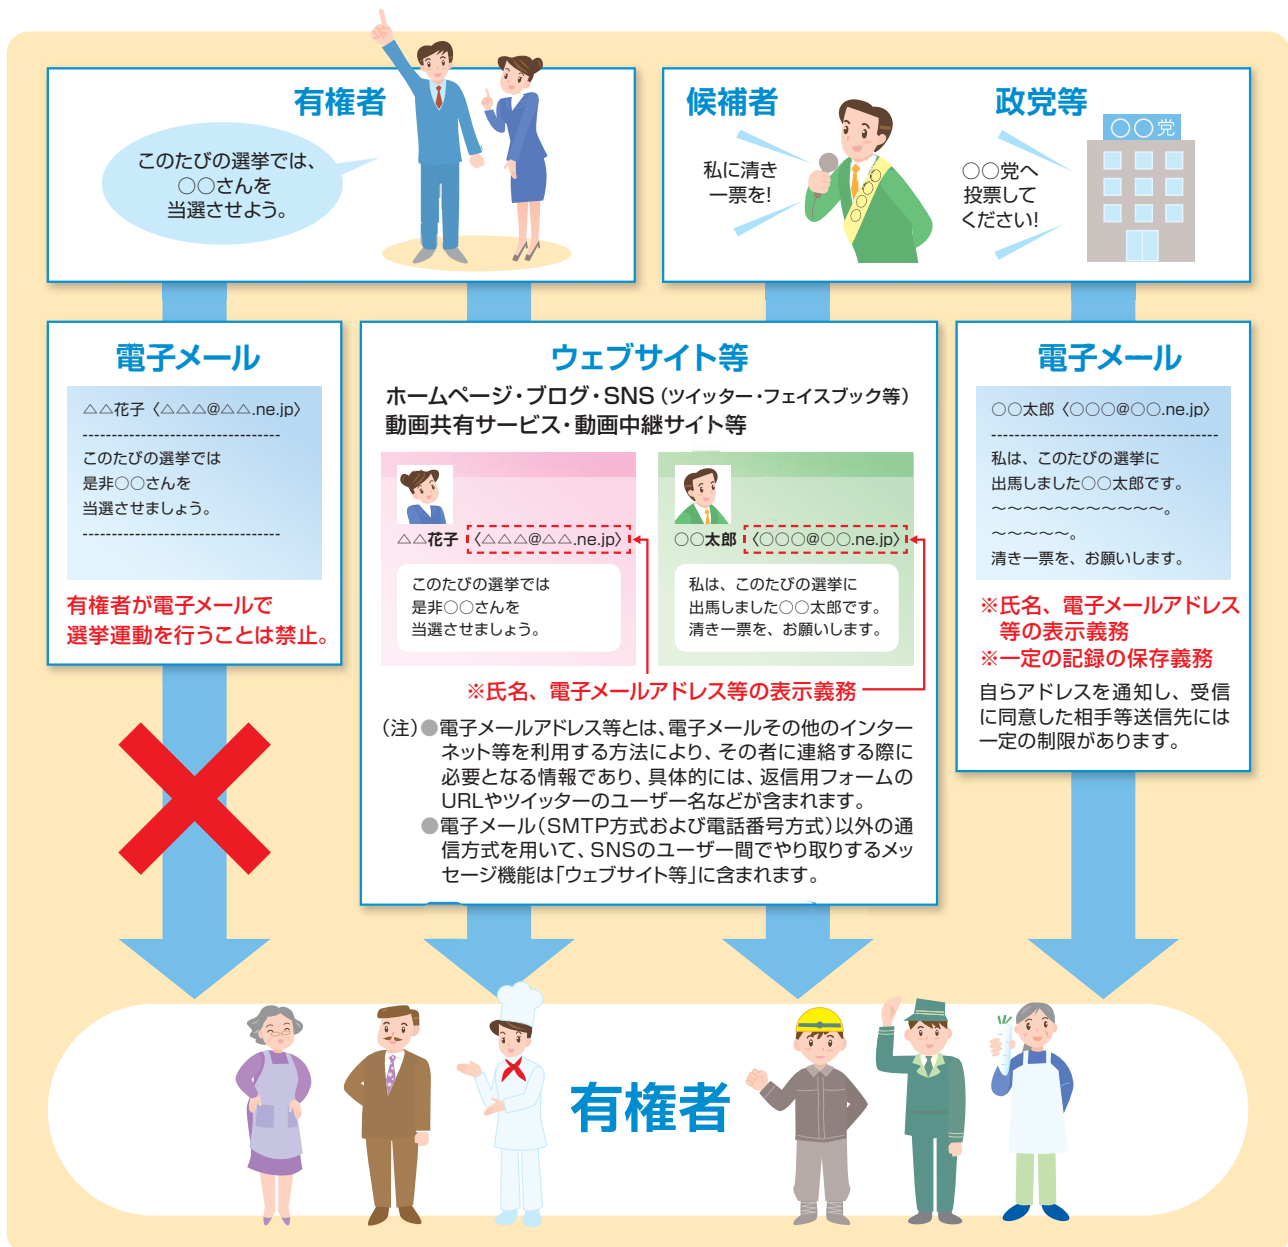 有権者
このたびの選挙では、
○○さんを
当選させよう。
候補者
私に清き
一票を!
政党等
○○党へ
投票して
ください!
○○党
電子メール
△△花子〈△△△@△△.ne.jp〉
----------------------------------
このたびの選挙では
是非○○さんを
当選させましょう。
----------------------------------
有権者が電子メールで
選挙運動を行うことは禁止。
ウェブサイト等
ホームページ・ブログ・SNS（ツイッター・フェイスブック等）
動画共有サービス・動画中継サイト等
△△花子〈△△△@△△.ne.jp〉
このたびの選挙では
是非○○さんを
当選させましょう。
○○太郎〈○○○@○○.ne.jp〉
私は、このたびの選挙に
出馬しました○○太郎です。
清き一票を、お願いします。
※氏名、電子メールアドレス等の表示義務
（注）●電子メールアドレス等とは、電子メールその他のインター
ネット等を利用する方法により、その者に連絡する際に
必要となる情報であり、具体的には、返信用フォームの
URLやツイッターのユーザー名などが含まれます。
●電子メール（SMTP方式および電話番号方式）以外の通
信方式を用いて、SNSのユーザー間でやり取りするメッ
セージ機能は「ウェブサイト等」に含まれます。
電子メール
○○太郎〈○○○@○○.ne.jp〉
---------------------------------------
私は、このたびの選挙に
出馬しました○○太郎です。
〜〜〜〜〜〜〜〜〜〜〜。
〜〜〜〜〜。
清き一票を、お願いします。
※氏名、電子メールアドレス
等の表示義務
※一定の記録の保存義務
自らアドレスを通知し、受信
に同意した相手等送信先には
一定の制限があります。
有権者